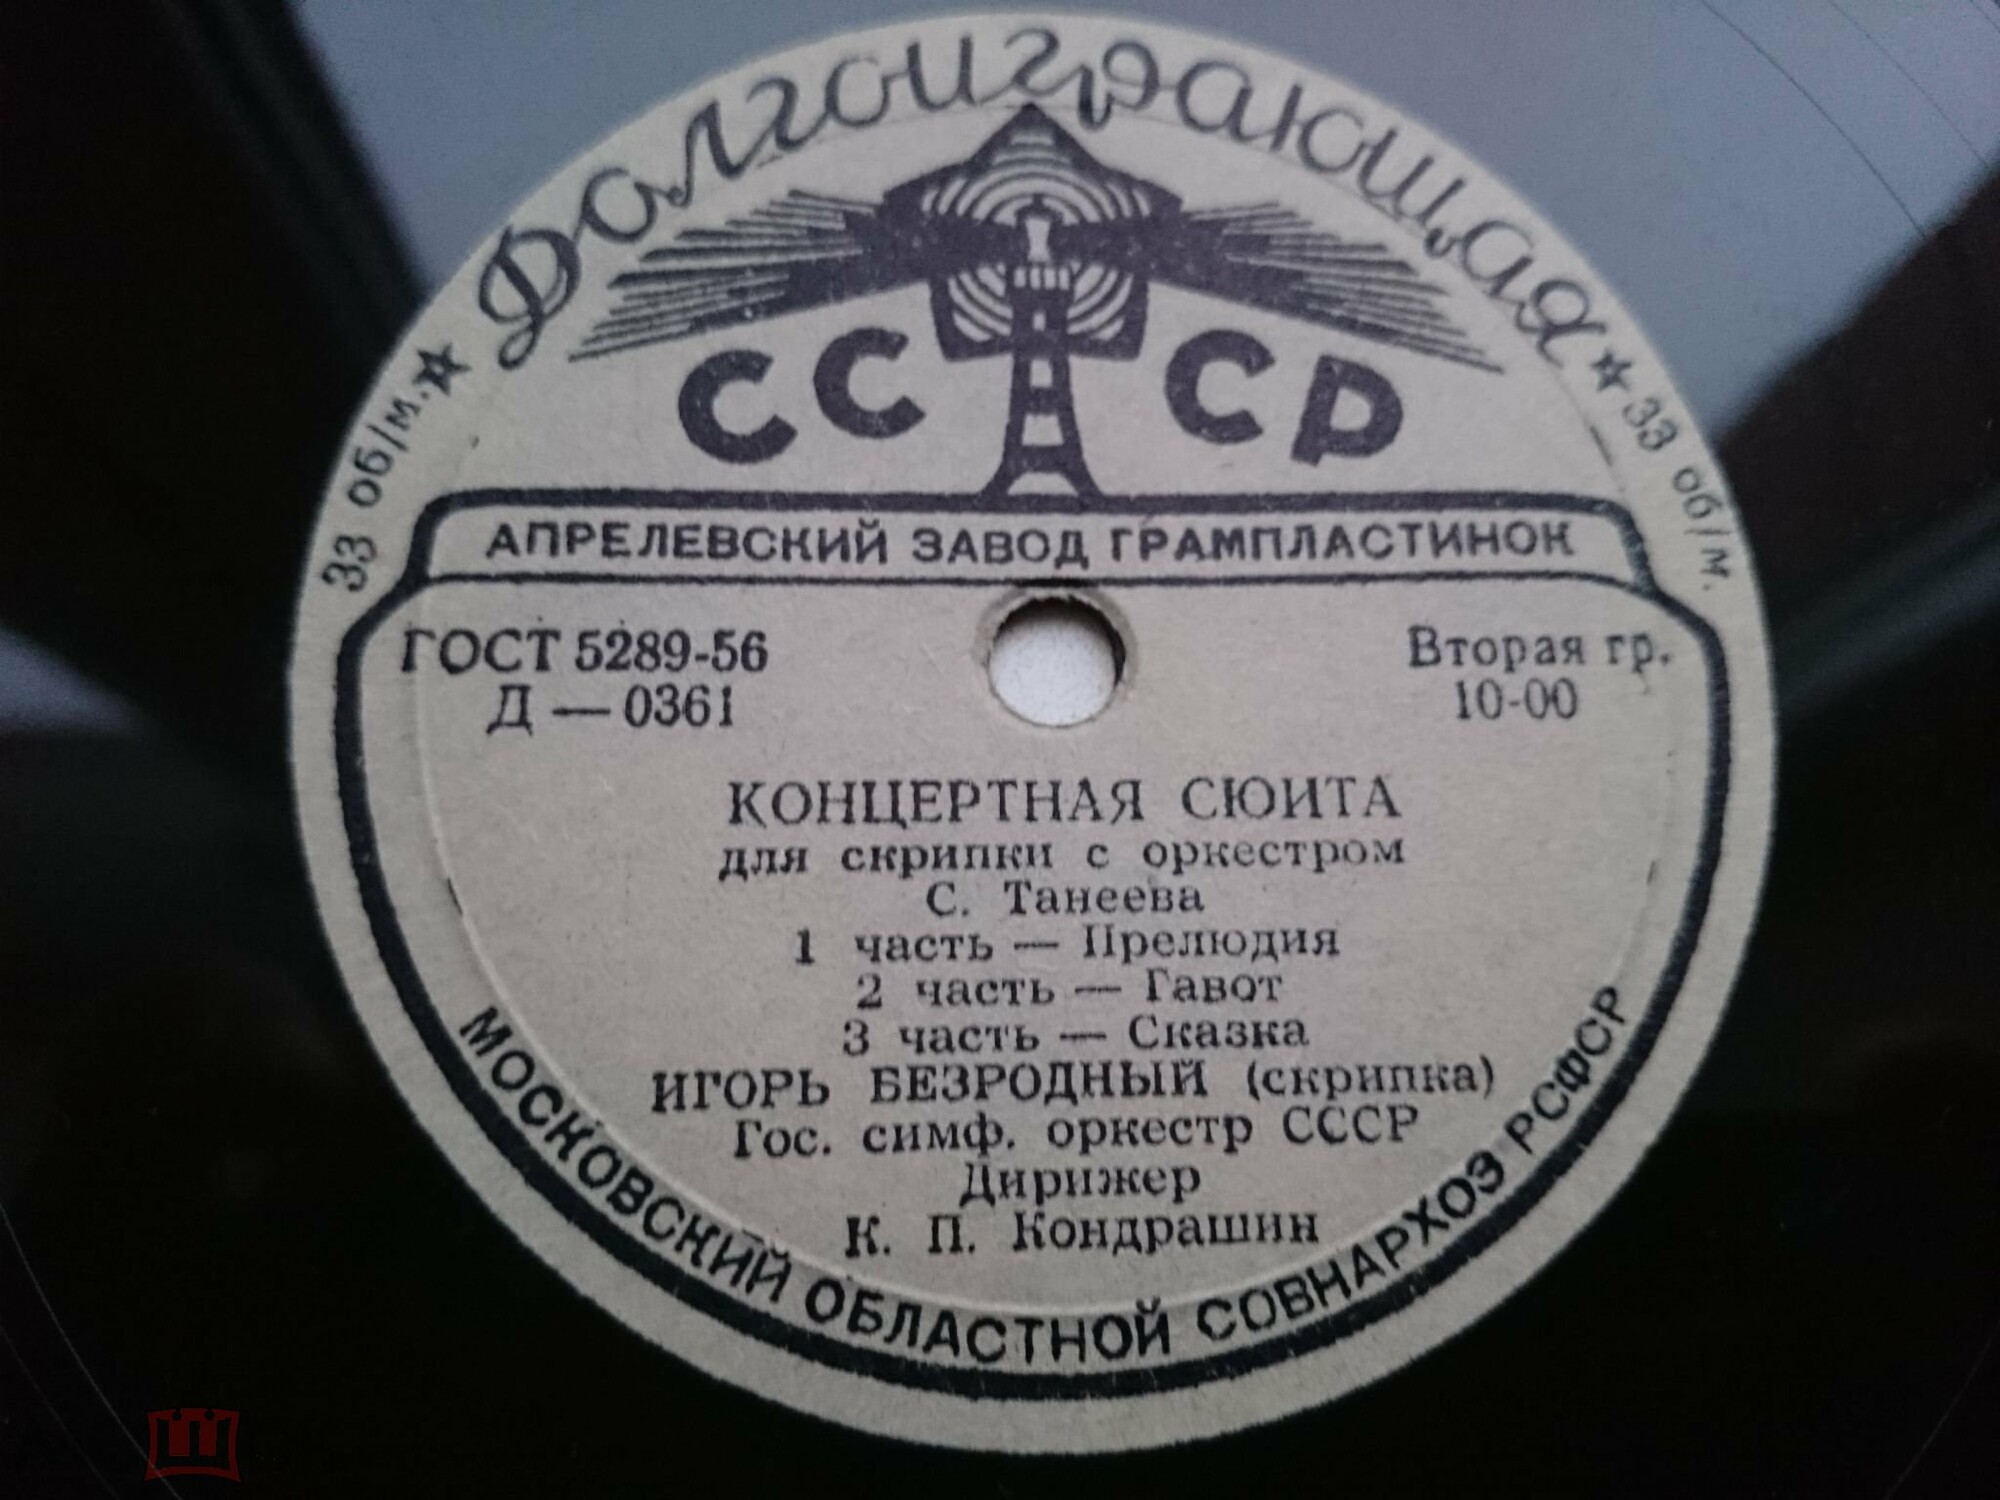 Долгоиграющая
33 об/м. ★ ★ 33 об/м.
СССР
АПРЕЛЕВСКИЙ ЗАВОД ГРАМПЛАСТИНОК
ГОСТ 5289-56
Д — 0361
Вторая гр.
10-00
КОНЦЕРТНАЯ СЮИТА
для скрипки с оркестром
С. Танеева
1 часть — Прелюдия
2 часть — Гавот
3 часть — Сказка
ИГОРЬ БЕЗРОДНЫЙ (скрипка)
Гос. симф. оркестр СССР
Дирижер
К. П. Кондрашин
МОСКОВСКИЙ ОБЛАСТНОЙ СОВНАРХОЗ РСФСР